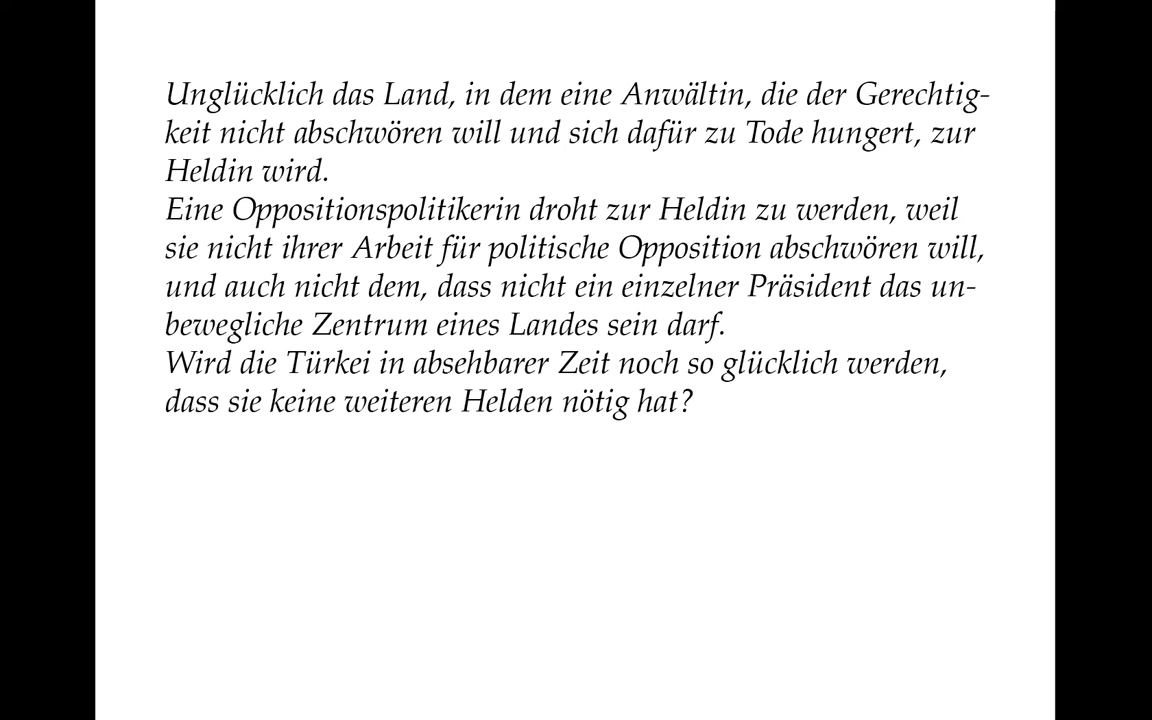 Unglücklich das Land, in dem eine Anwältin, die der Gerechtig-
keit nicht abschwören will und sich dafür zu Tode hungert, zur
Heldin wird.
Eine Oppositionspolitikerin droht zur Heldin zu werden, weil
sie nicht ihrer Arbeit für politische Opposition abschwören will,
und auch nicht dem, dass nicht ein einzelner Präsident das un-
bewegliche Zentrum eines Landes sein darf.
Wird die Türkei in absehbarer Zeit noch so glücklich werden,
dass sie keine weiteren Helden nötig hat?